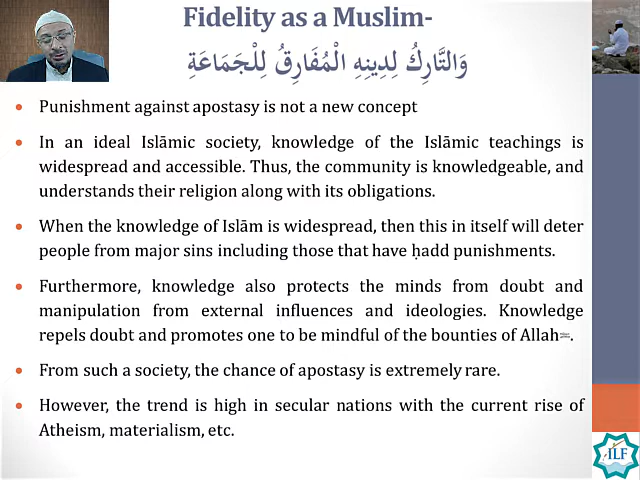 Fidelity as a Muslim-
وَالتَّارِكُ لِدِينِهِ الْمُفَارِقُ لِلْجَمَاعَةِ
Punishment against apostasy is not a new concept
In an ideal Islāmic society, knowledge of the Islāmic teachings is
widespread and accessible. Thus, the community is knowledgeable, and
understands their religion along with its obligations.
When the knowledge of Islām is widespread, then this in itself will deter
people from major sins including those that have ḥadd punishments.
Furthermore, knowledge also protects the minds from doubt and
manipulation from external influences and ideologies. Knowledge
repels doubt and promotes one to be mindful of the bounties of Allah.
From such a society, the chance of apostasy is extremely rare.
However, the trend is high in secular nations with the current rise of
Atheism, materialism, etc.
ILF